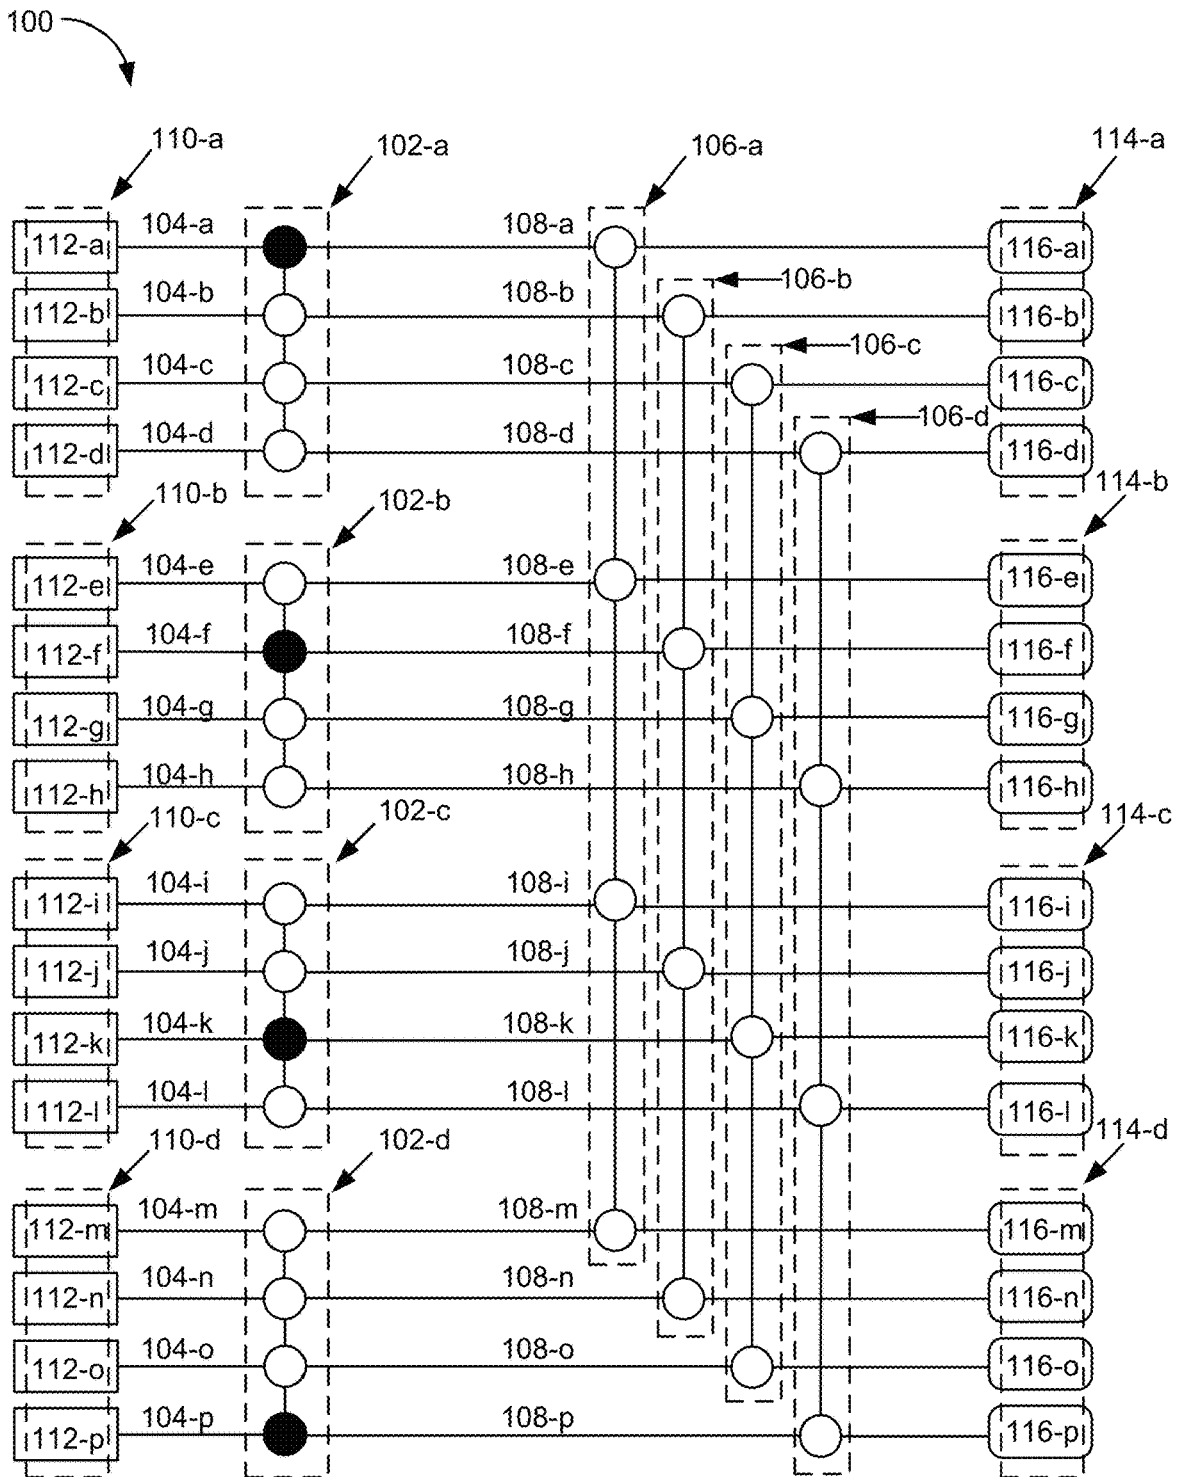 100
110-a 102-a 106-a 114-a
112-a 104-a 108-a 116-a
106-b
112-b 104-b 108-b 116-b
106-c
112-c 104-c 108-c 116-c
106-d
112-d 104-d 108-d 116-d
110-b 102-b 114-b
112-e 104-e 108-e 116-e
112-f 104-f 108-f 116-f
112-g 104-g 108-g 116-g
112-h 104-h 108-h 116-h
110-c 102-c 114-c
112-i 104-i 108-i 116-i
112-j 104-j 108-j 116-j
112-k 104-k 108-k 116-k
112-l 104-l 108-l 116-l
110-d 102-d 114-d
112-m 104-m 108-m 116-m
112-n 104-n 108-n 116-n
112-o 104-o 108-o 116-o
112-p 104-p 108-p 116-p